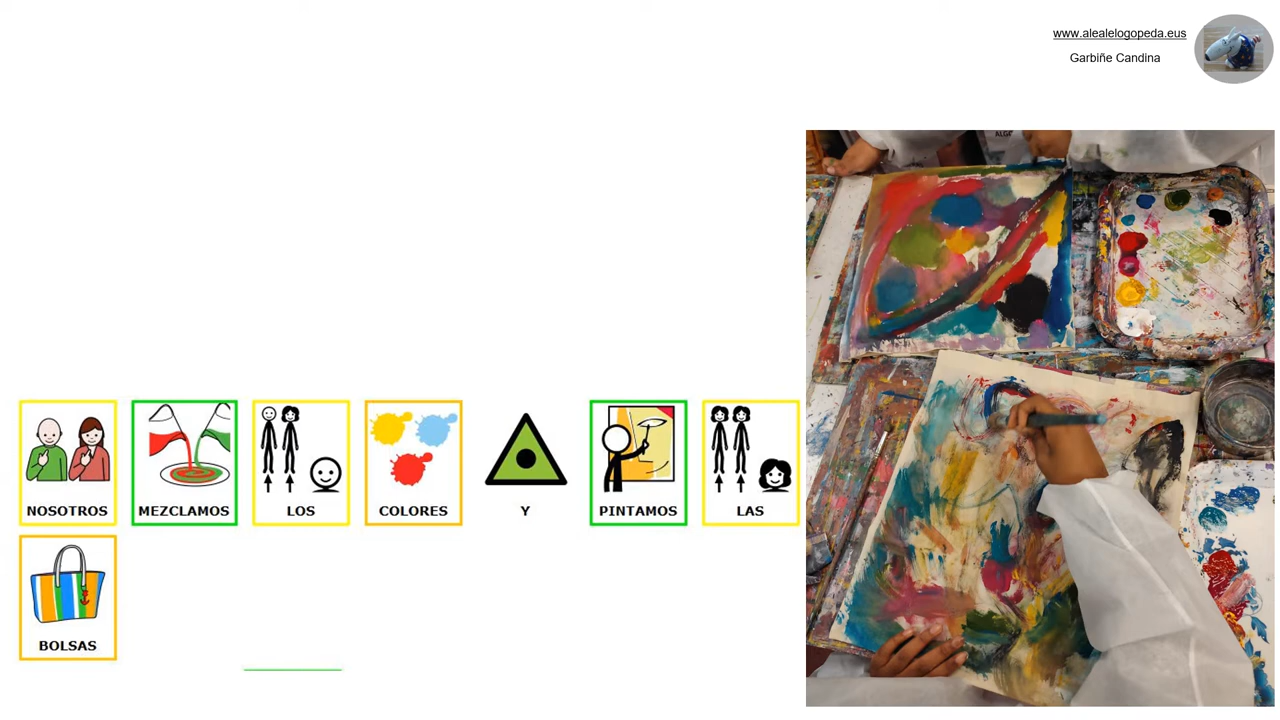 www.alealelogopeda.eus
Garbiñe Candina
NOSOTROS MEZCLAMOS LOS COLORES Y PINTAMOS LAS
BOLSAS